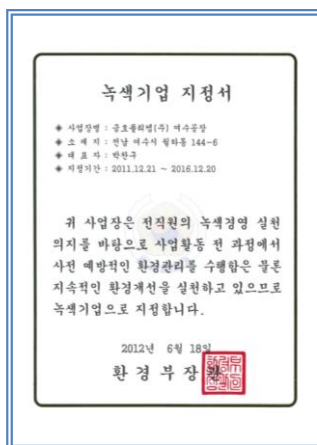 녹색기업 지정서
◈ 사업장명 : 금호폴리켐(주) 여수공장
◈ 소 재 지 : 전남 여수시 월하동 144-6
◈ 대 표 자 : 박찬구
◈ 지정기간 : 2011.12.21 ~ 2016.12.20
귀 사업장은 전직원의 녹색경영 실천
의지를 바탕으로 사업활동 전 과정에서
사전 예방적인 환경관리를 수행함은 물론
지속적인 환경개선을 실천하고 있으므로
녹색기업으로 지정합니다.
2012년 6월 18일
환 경 부 장 관